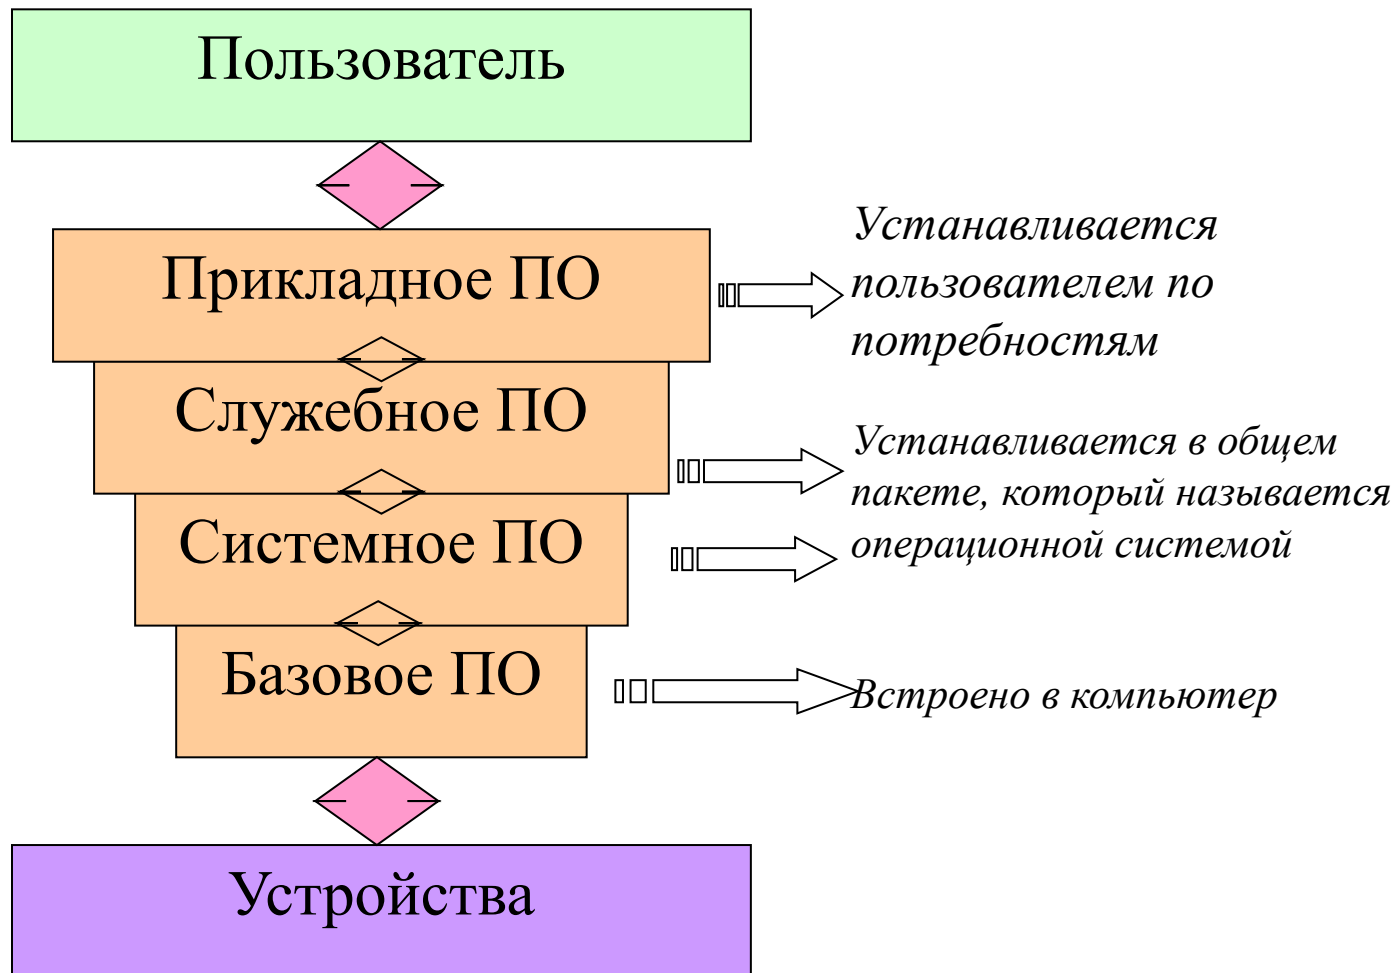 Пользователь
Прикладное ПО
Устанавливается
пользователем по
потребностям
Служебное ПО
Системное ПО
Устанавливается в общем
пакете, который называется
операционной системой
Базовое ПО
Встроено в компьютер
Устройства